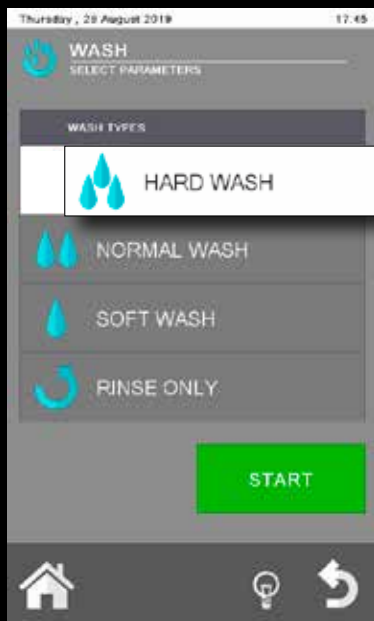 Thursday , 29 August 2019 17:45
WASH
SELECT PARAMETERS
WASH TYPES
HARD WASH
NORMAL WASH
SOFT WASH
RINSE ONLY
START